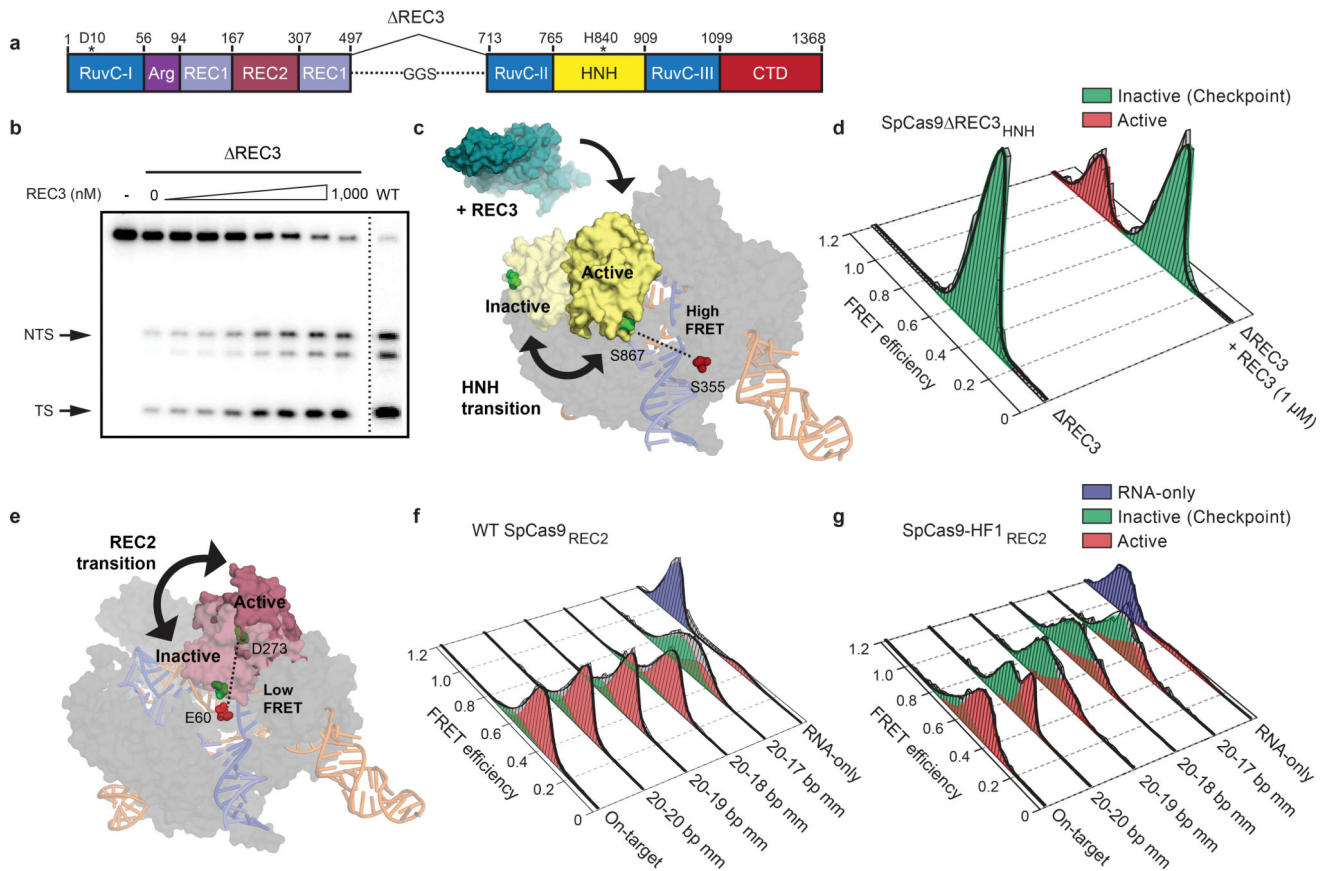 ΔREC3
a
1 56 94 167 307 497 713 765 909 1099 1368
D10 H840
* *
RuvC-I Arg REC1 REC2 REC1 GGS RuvC-II HNH RuvC-III CTD
b
ΔREC3
REC3 (nM) - 0 1,000 WT
NTS
TS
c
+ REC3
Active
Inactive
High
FRET
S867
S355
HNH
transition
d
Inactive (Checkpoint)
Active
SpCas9ΔREC3HNH
1.2
1.0
0.8
0.6
0.4
0.2
0
FRET efficiency
ΔREC3
ΔREC3
+ REC3 (1 μM)
e
REC2
transition
Active
Inactive
D273
Low
FRET
E60
f
WT SpCas9REC2
1.2
1.0
0.8
0.6
0.4
0.2
0
FRET efficiency
On-target
20-20 bp mm
20-19 bp mm
20-18 bp mm
20-17 bp mm
RNA-only
g
SpCas9-HF1REC2
RNA-only
Inactive (Checkpoint)
Active
1.2
1.0
0.8
0.6
0.4
0.2
0
FRET efficiency
On-target
20-20 bp mm
20-19 bp mm
20-18 bp mm
20-17 bp mm
RNA-only